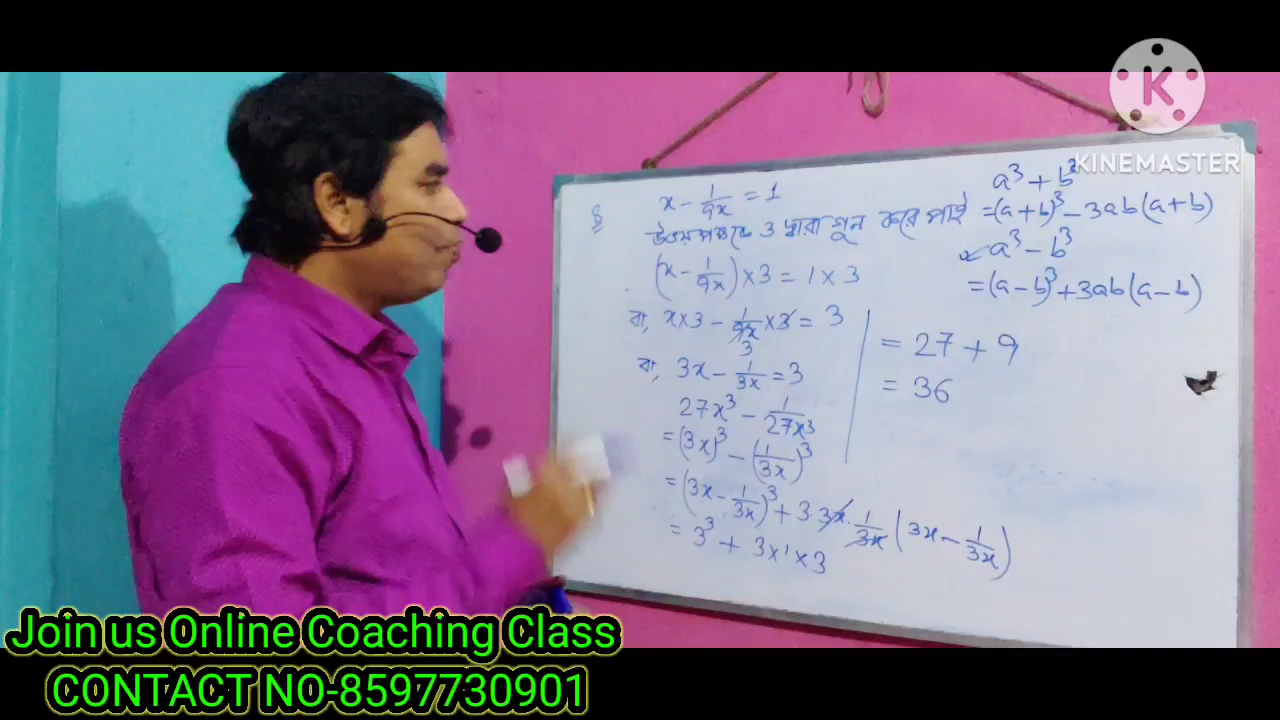 KINEMASTER
x - 1/9x = 1
উভয়পক্ষকে 3 দ্বারা গুন করে পাই
(x - 1/9x) × 3 = 1 × 3
বা, x×3 - 1/9x × 3 = 3
3
বা, 3x - 1/3x = 3
27x³ - 1/27x³
= (3x)³ - (1/3x)³
= (3x - 1/3x)³ + 3·3x·1/3x (3x - 1/3x)
= 3³ + 3×1×3
= 27 + 9
= 36
a³ + b³
= (a+b)³ - 3ab(a+b)
a³ - b³
= (a-b)³ + 3ab(a-b)
Join us Online Coaching Class
CONTACT NO-8597730901